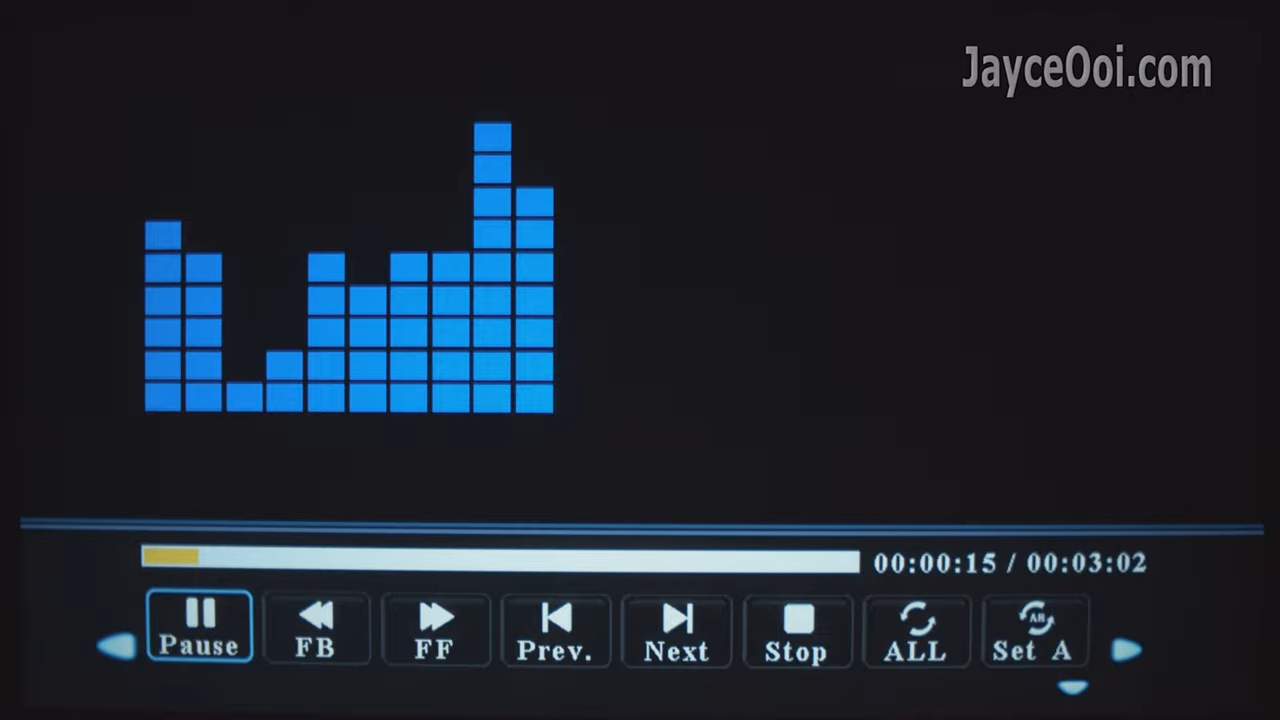 JayceOoi.com
00:00:15 / 00:03:02
Pause
FB
FF
Prev.
Next
Stop
ALL
Set A